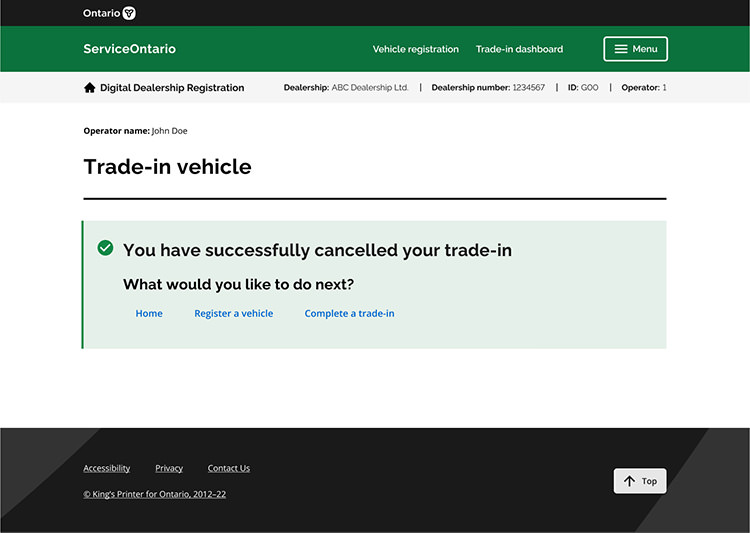 Ontario
ServiceOntario Vehicle registration Trade-in dashboard Menu
Digital Dealership Registration Dealership: ABC Dealership Ltd. | Dealership number: 1234567 | ID: G00 | Operator: 1
Operator name: John Doe
Trade-in vehicle
You have successfully cancelled your trade-in
What would you like to do next?
Home Register a vehicle Complete a trade-in
Accessibility Privacy Contact Us
Top
© King's Printer for Ontario, 2012–22